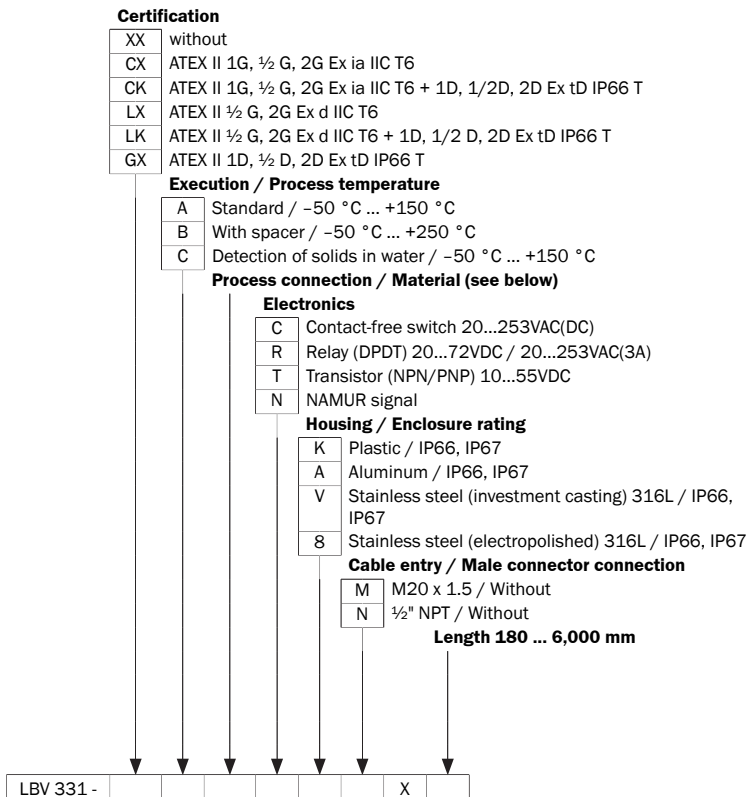 Certification
XX without
CX ATEX II 1G, ½ G, 2G Ex ia IIC T6
CK ATEX II 1G, ½ G, 2G Ex ia IIC T6 + 1D, 1/2D, 2D Ex tD IP66 T
LX ATEX II ½ G, 2G Ex d IIC T6
LK ATEX II ½ G, 2G Ex d IIC T6 + 1D, 1/2 D, 2D Ex tD IP66 T
GX ATEX II 1D, ½ D, 2D Ex tD IP66 T
Execution / Process temperature
A Standard / –50 °C ... +150 °C
B With spacer / –50 °C ... +250 °C
C Detection of solids in water / –50 °C ... +150 °C
Process connection / Material (see below)
Electronics
C Contact-free switch 20...253VAC(DC)
R Relay (DPDT) 20...72VDC / 20...253VAC(3A)
T Transistor (NPN/PNP) 10...55VDC
N NAMUR signal
Housing / Enclosure rating
K Plastic / IP66, IP67
A Aluminum / IP66, IP67
V Stainless steel (investment casting) 316L / IP66,
IP67
8 Stainless steel (electropolished) 316L / IP66, IP67
Cable entry / Male connector connection
M M20 x 1.5 / Without
N ½" NPT / Without
Length 180 ... 6,000 mm
LBV 331 - X